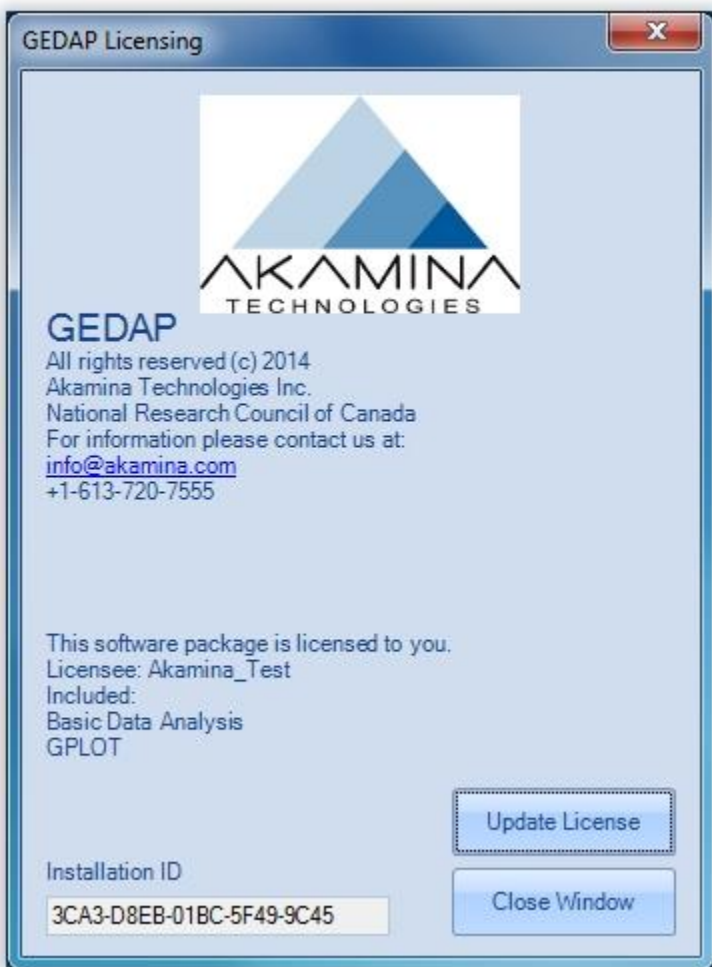 GEDAP Licensing
AKAMINA
TECHNOLOGIES
GEDAP
All rights reserved (c) 2014
Akamina Technologies Inc.
National Research Council of Canada
For information please contact us at:
info@akamina.com
+1-613-720-7555
This software package is licensed to you.
Licensee: Akamina_Test
Included:
Basic Data Analysis
GPLOT
Update License
Installation ID
3CA3-D8EB-01BC-5F49-9C45
Close Window